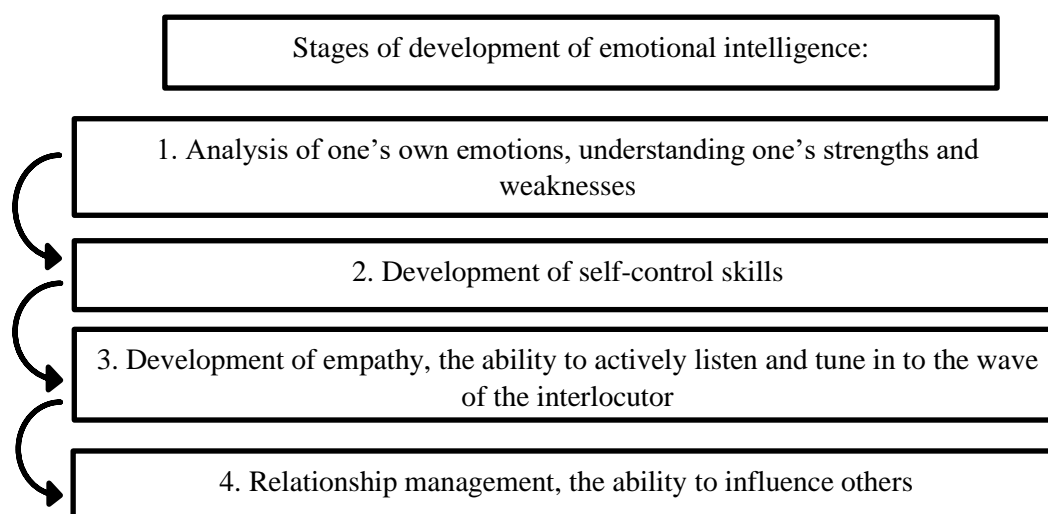 Stages of development of emotional intelligence:
1. Analysis of one’s own emotions, understanding one’s strengths and
weaknesses
2. Development of self-control skills
3. Development of empathy, the ability to actively listen and tune in to the wave
of the interlocutor
4. Relationship management, the ability to influence others